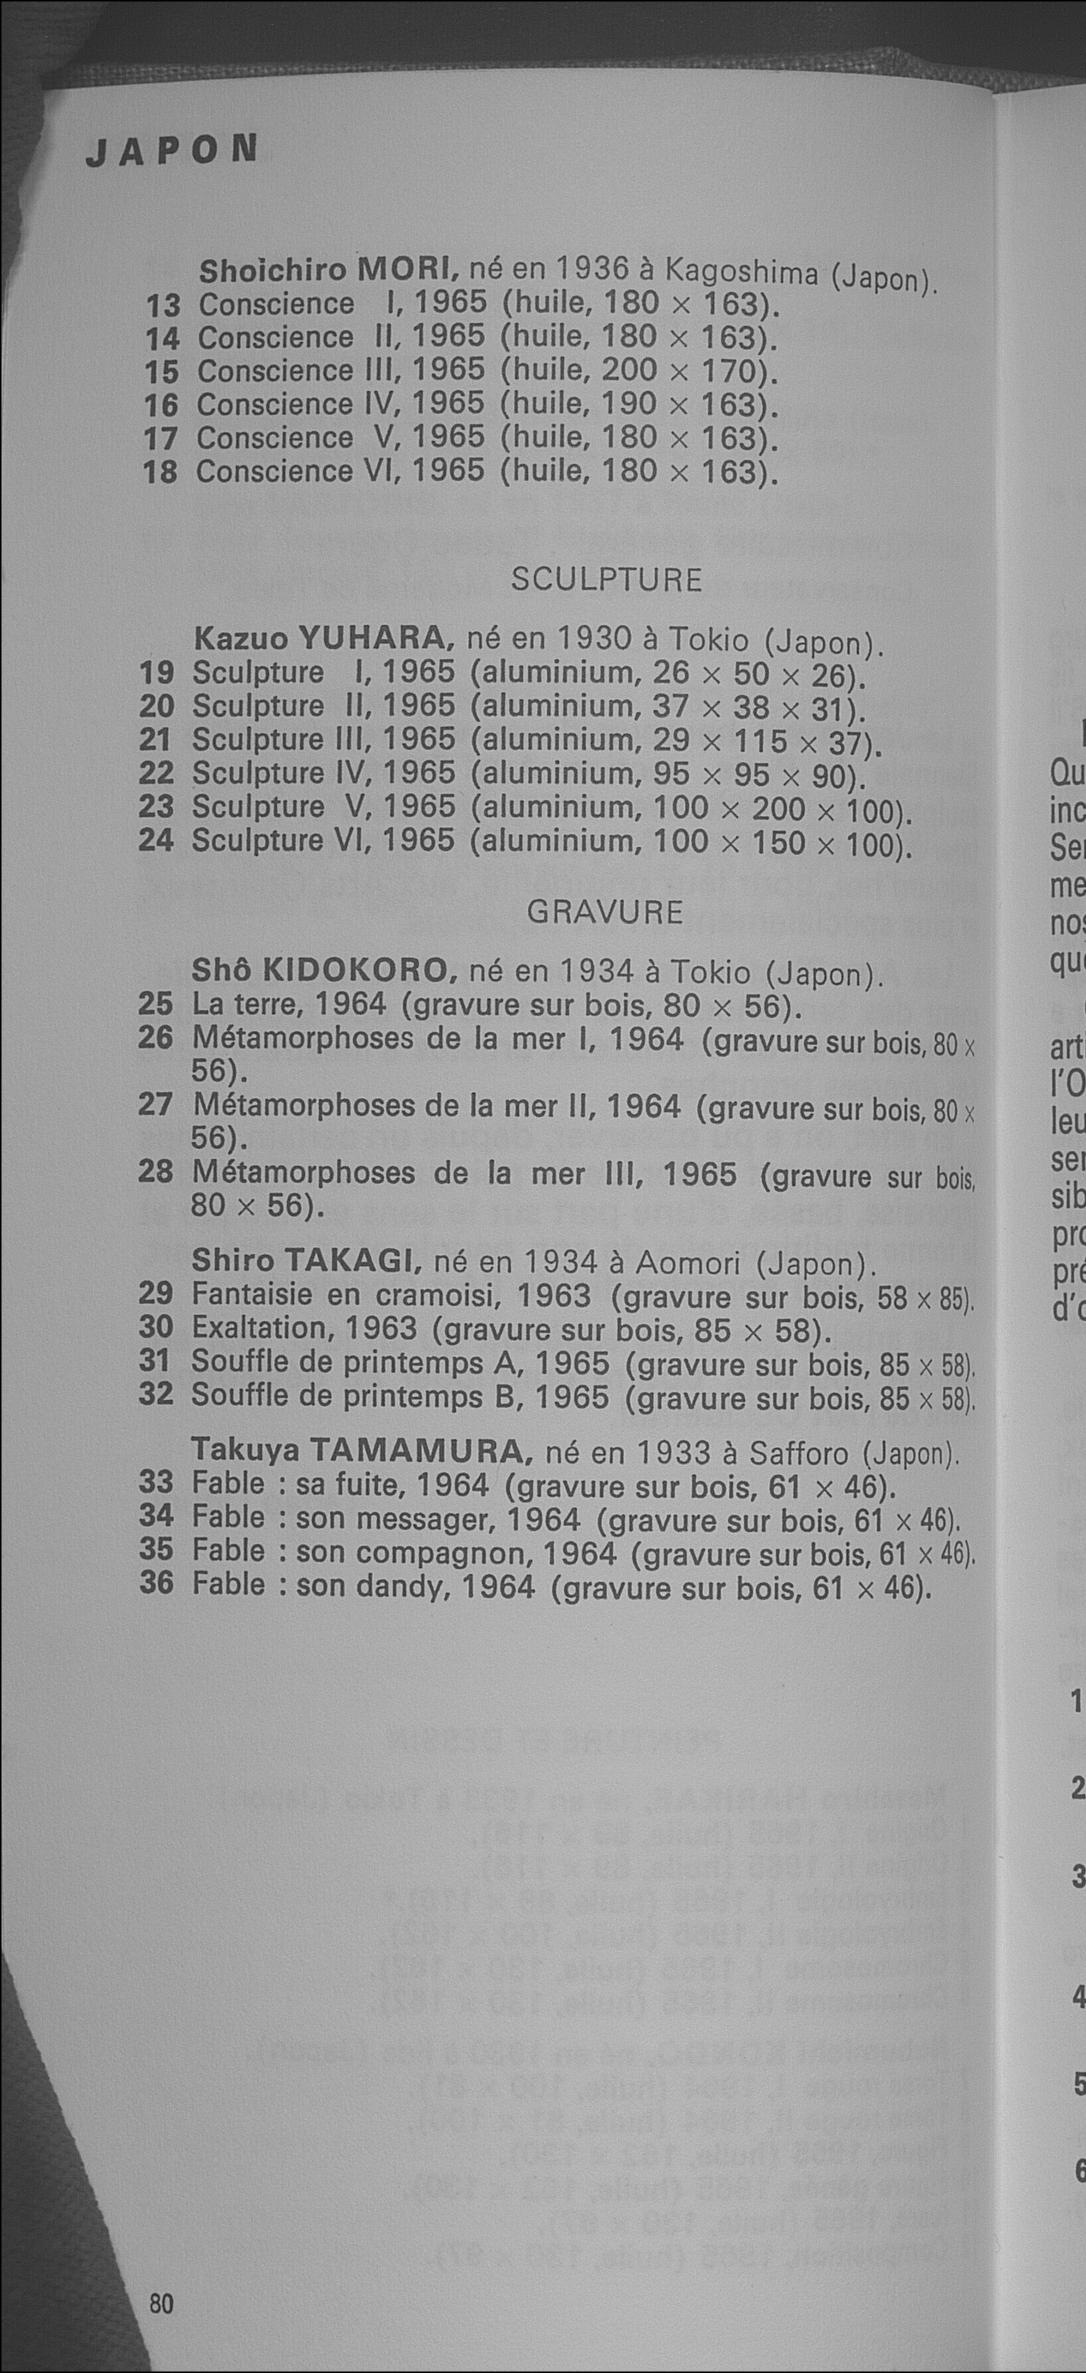 JAPON
Shoichiro MORI, né en 1936 à Kagoshima (Japon).
13 Conscience I, 1965 (huile, 180 × 163).
14 Conscience II, 1965 (huile, 180 × 163).
15 Conscience III, 1965 (huile, 200 × 170).
16 Conscience IV, 1965 (huile, 190 × 163).
17 Conscience V, 1965 (huile, 180 × 163).
18 Conscience VI, 1965 (huile, 180 × 163).
SCULPTURE
Kazuo YUHARA, né en 1930 à Tokio (Japon).
19 Sculpture I, 1965 (aluminium, 26 × 50 × 26).
20 Sculpture II, 1965 (aluminium, 37 × 38 × 31).
21 Sculpture III, 1965 (aluminium, 29 × 115 × 37).
22 Sculpture IV, 1965 (aluminium, 95 × 95 × 90).
23 Sculpture V, 1965 (aluminium, 100 × 200 × 100).
24 Sculpture VI, 1965 (aluminium, 100 × 150 × 100).
GRAVURE
Shô KIDOKORO, né en 1934 à Tokio (Japon).
25 La terre, 1964 (gravure sur bois, 80 × 56).
26 Métamorphoses de la mer I, 1964 (gravure sur bois, 80 ×
56).
27 Métamorphoses de la mer II, 1964 (gravure sur bois, 80 ×
56).
28 Métamorphoses de la mer III, 1965 (gravure sur bois,
80 × 56).
Shiro TAKAGI, né en 1934 à Aomori (Japon).
29 Fantaisie en cramoisi, 1963 (gravure sur bois, 58 × 85).
30 Exaltation, 1963 (gravure sur bois, 85 × 58).
31 Souffle de printemps A, 1965 (gravure sur bois, 85 × 58).
32 Souffle de printemps B, 1965 (gravure sur bois, 85 × 58).
Takuya TAMAMURA, né en 1933 à Safforo (Japon).
33 Fable : sa fuite, 1964 (gravure sur bois, 61 × 46).
34 Fable : son messager, 1964 (gravure sur bois, 61 × 46).
35 Fable : son compagnon, 1964 (gravure sur bois, 61 × 46).
36 Fable : son dandy, 1964 (gravure sur bois, 61 × 46).
80